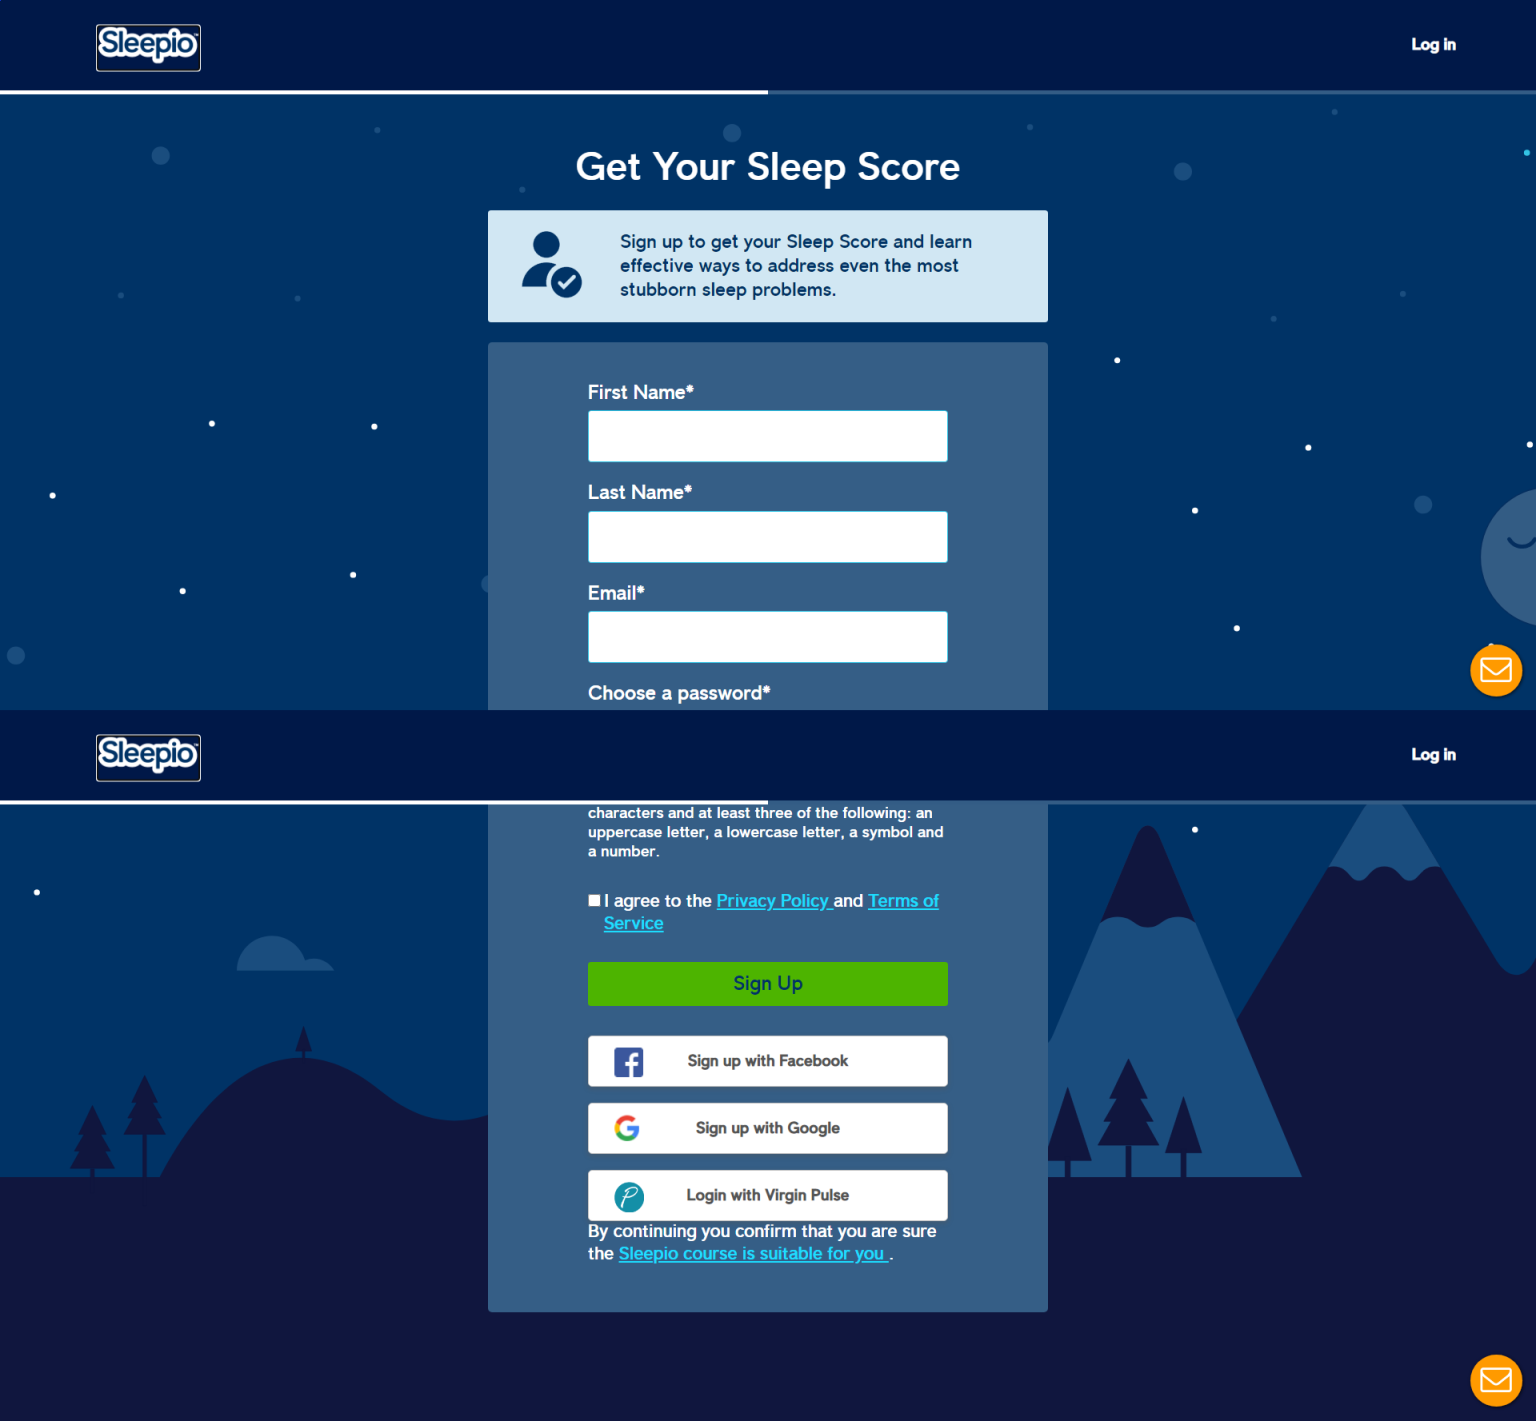 Sleepio™
Log in
Get Your Sleep Score
Sign up to get your Sleep Score and learn
effective ways to address even the most
stubborn sleep problems.
First Name*
Last Name*
Email*
Choose a password*
Sleepio™
Log in
characters and at least three of the following: an
uppercase letter, a lowercase letter, a symbol and
a number.
I agree to the Privacy Policy and Terms of
Service
Sign Up
Sign up with Facebook
Sign up with Google
Login with Virgin Pulse
By continuing you confirm that you are sure
the Sleepio course is suitable for you .